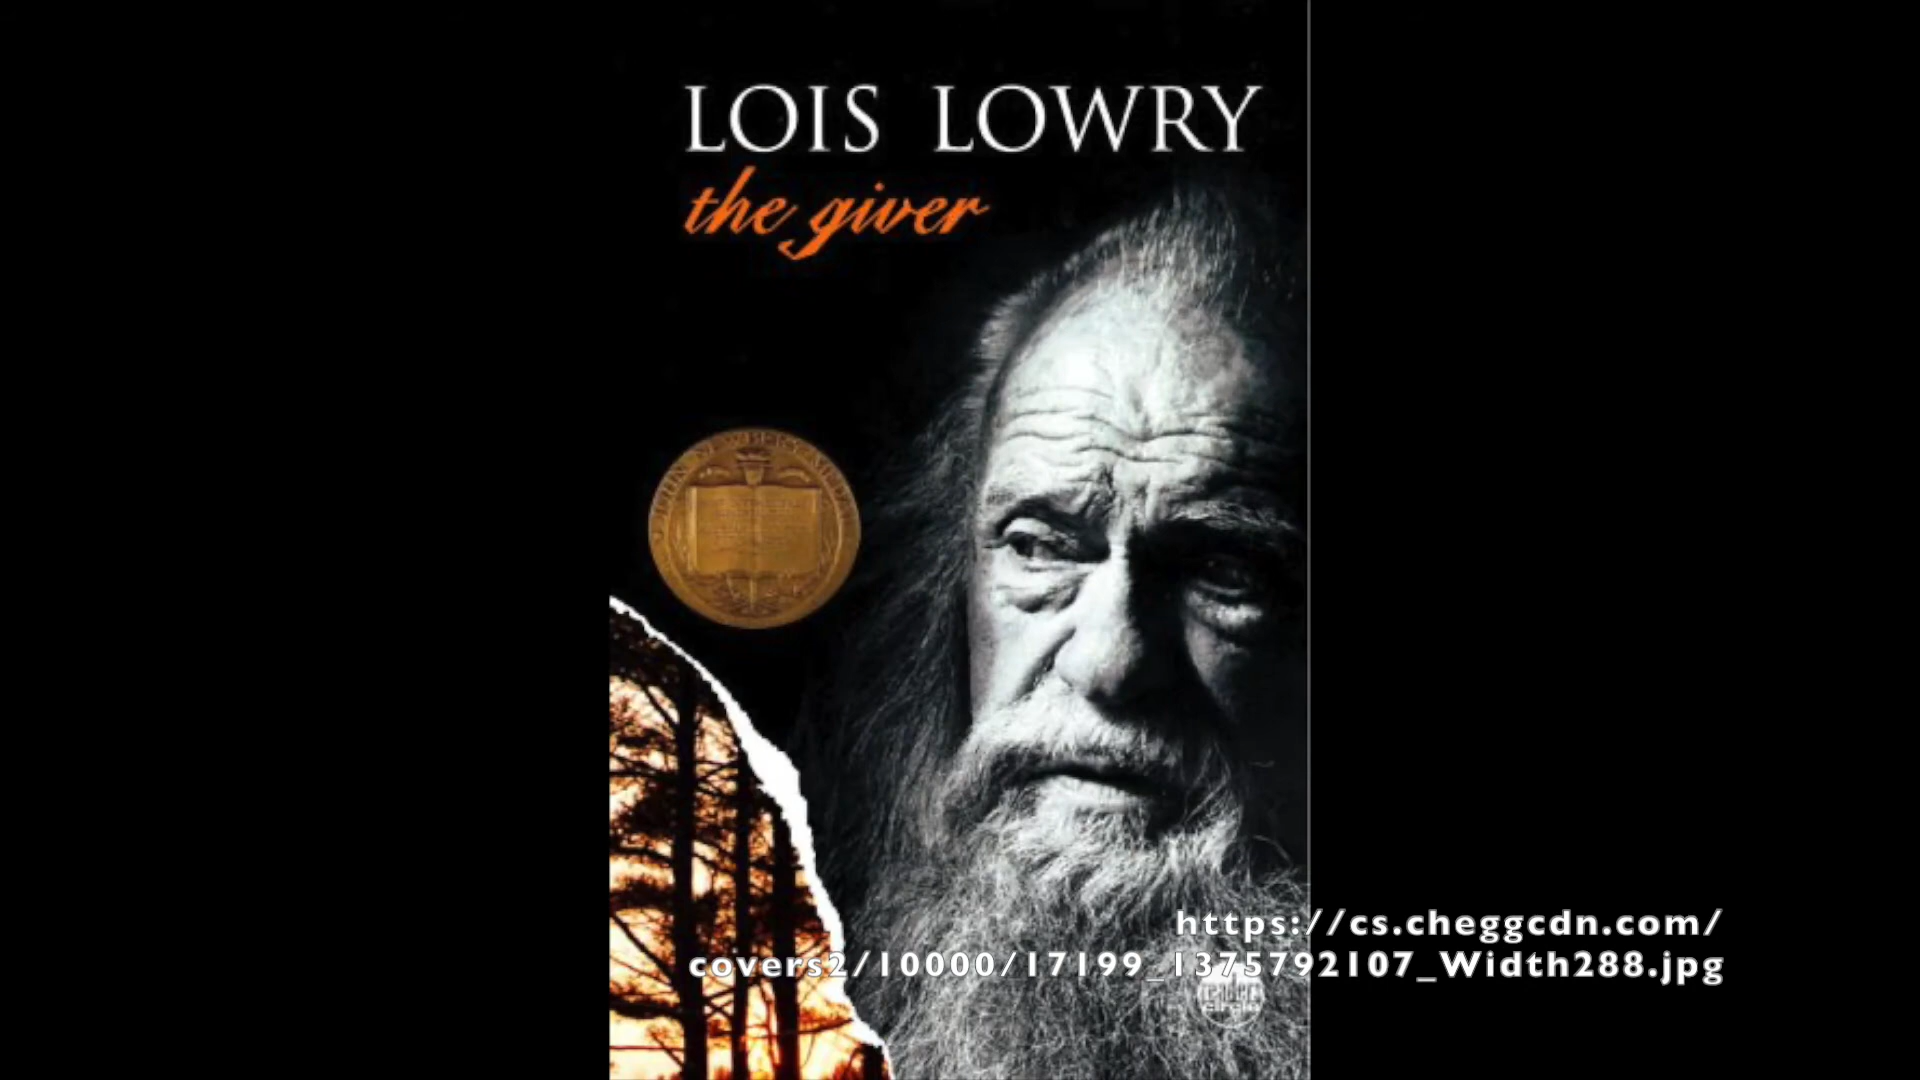 LOIS LOWRY
the giver
https://cs.cheggcdn.com/
covers2/10000/17199_1375792107_Width288.jpg